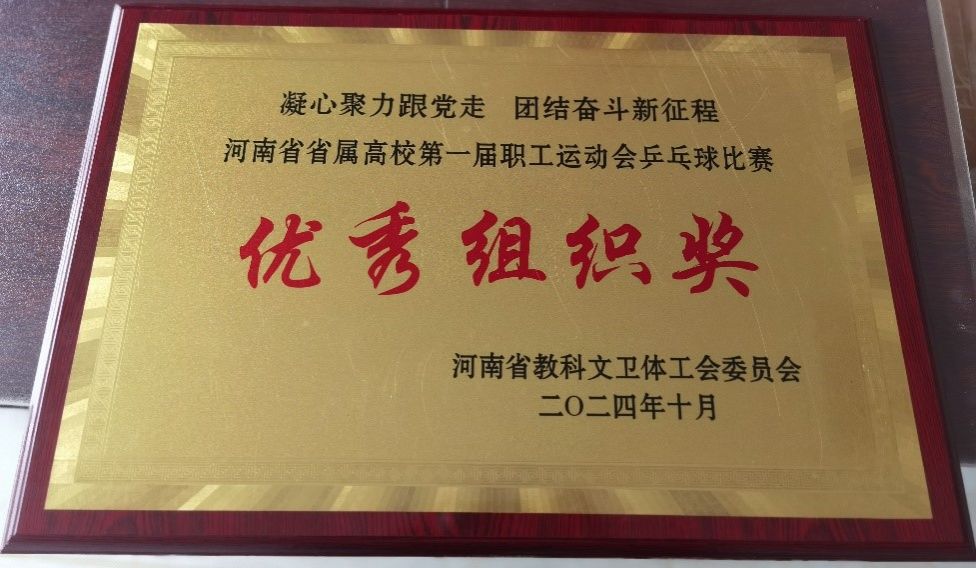 凝心聚力跟党走 团结奋斗新征程
河南省省属高校第一届职工运动会乒乓球比赛
优秀组织奖
河南省教科文卫体工会委员会
二〇二四年十月